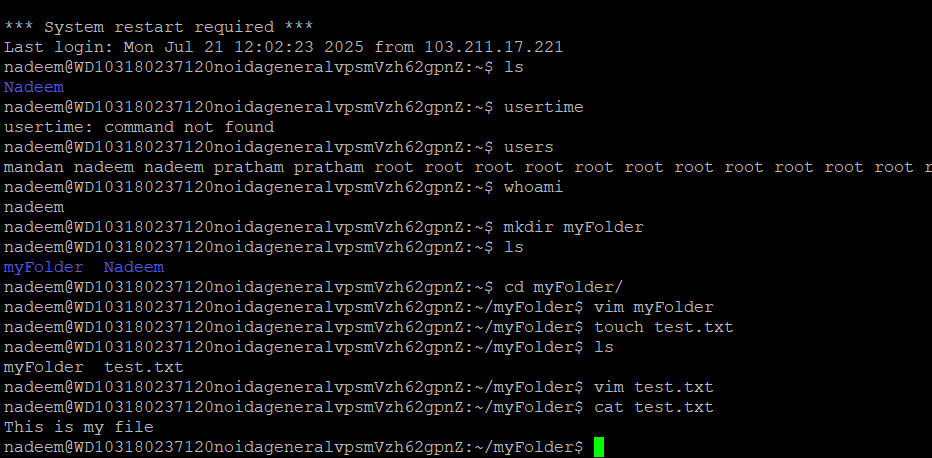 *** System restart required ***
Last login: Mon Jul 21 12:02:23 2025 from 103.211.17.221
nadeem@WD103180237120noidageneralvpsmVzh62gpnZ:~$ ls
Nadeem
nadeem@WD103180237120noidageneralvpsmVzh62gpnZ:~$ usertime
usertime: command not found
nadeem@WD103180237120noidageneralvpsmVzh62gpnZ:~$ users
mandan nadeem nadeem pratham pratham root root root root root root root root root root root r
nadeem@WD103180237120noidageneralvpsmVzh62gpnZ:~$ whoami
nadeem
nadeem@WD103180237120noidageneralvpsmVzh62gpnZ:~$ mkdir myFolder
nadeem@WD103180237120noidageneralvpsmVzh62gpnZ:~$ ls
myFolder  Nadeem
nadeem@WD103180237120noidageneralvpsmVzh62gpnZ:~$ cd myFolder/
nadeem@WD103180237120noidageneralvpsmVzh62gpnZ:~/myFolder$ vim myFolder
nadeem@WD103180237120noidageneralvpsmVzh62gpnZ:~/myFolder$ touch test.txt
nadeem@WD103180237120noidageneralvpsmVzh62gpnZ:~/myFolder$ ls
myFolder  test.txt
nadeem@WD103180237120noidageneralvpsmVzh62gpnZ:~/myFolder$ vim test.txt
nadeem@WD103180237120noidageneralvpsmVzh62gpnZ:~/myFolder$ cat test.txt
This is my file
nadeem@WD103180237120noidageneralvpsmVzh62gpnZ:~/myFolder$